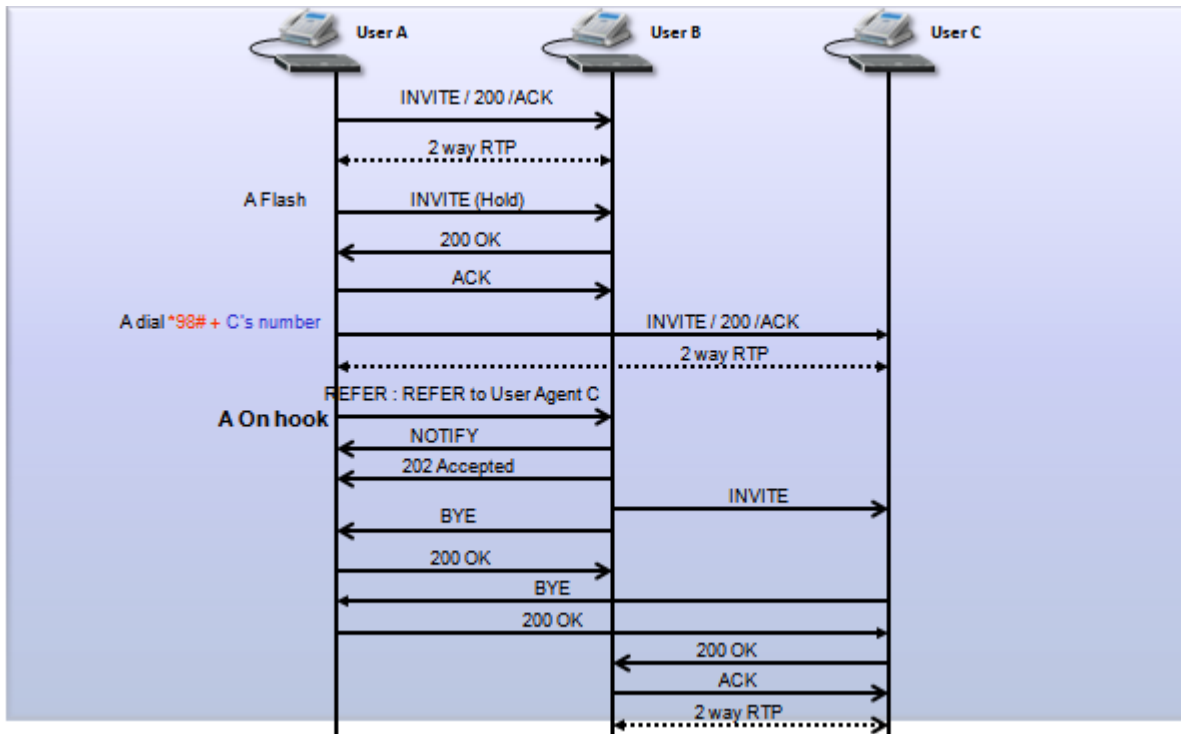 User A
User B
User C
INVITE / 200 /ACK
2 way RTP
A Flash
INVITE (Hold)
200 OK
ACK
A dial *98# + C's number
INVITE / 200 /ACK
2 way RTP
REFER : REFER to User Agent C
A On hook
NOTIFY
202 Accepted
INVITE
BYE
200 OK
BYE
200 OK
200 OK
ACK
2 way RTP